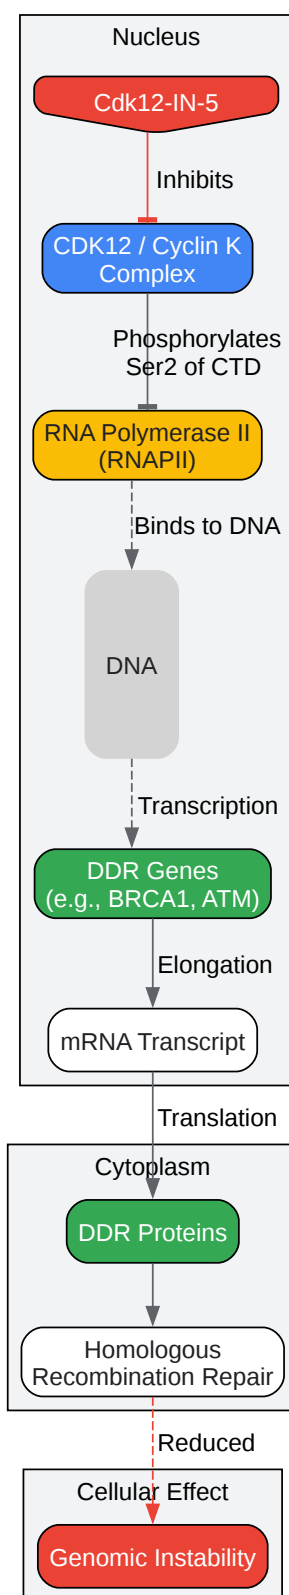 Nucleus
Cdk12-IN-5
Inhibits
CDK12 / Cyclin K
Complex
Phosphorylates
Ser2 of CTD
RNA Polymerase II
(RNAPII)
Binds to DNA
DNA
Transcription
DDR Genes
(e.g., BRCA1, ATM)
Elongation
mRNA Transcript
Translation
Cytoplasm
DDR Proteins
Homologous
Recombination Repair
Reduced
Cellular Effect
Genomic Instability